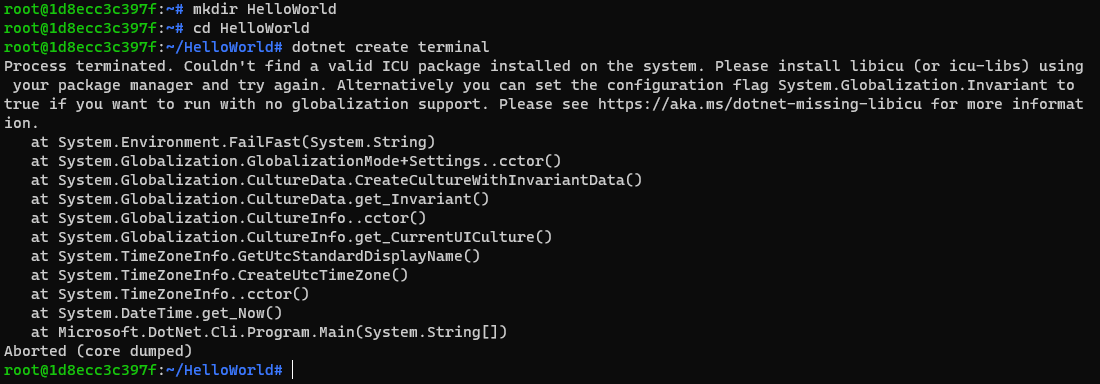 root@1d8ecc3c397f:~# mkdir HelloWorld
root@1d8ecc3c397f:~# cd HelloWorld
root@1d8ecc3c397f:~/HelloWorld# dotnet create terminal
Process terminated. Couldn't find a valid ICU package installed on the system. Please install libicu (or icu-libs) using
 your package manager and try again. Alternatively you can set the configuration flag System.Globalization.Invariant to
true if you want to run with no globalization support. Please see https://aka.ms/dotnet-missing-libicu for more informat
ion.
   at System.Environment.FailFast(System.String)
   at System.Globalization.GlobalizationMode+Settings..cctor()
   at System.Globalization.CultureData.CreateCultureWithInvariantData()
   at System.Globalization.CultureData.get_Invariant()
   at System.Globalization.CultureInfo..cctor()
   at System.Globalization.CultureInfo.get_CurrentUICulture()
   at System.TimeZoneInfo.GetUtcStandardDisplayName()
   at System.TimeZoneInfo.CreateUtcTimeZone()
   at System.TimeZoneInfo..cctor()
   at System.DateTime.get_Now()
   at Microsoft.DotNet.Cli.Program.Main(System.String[])
Aborted (core dumped)
root@1d8ecc3c397f:~/HelloWorld#